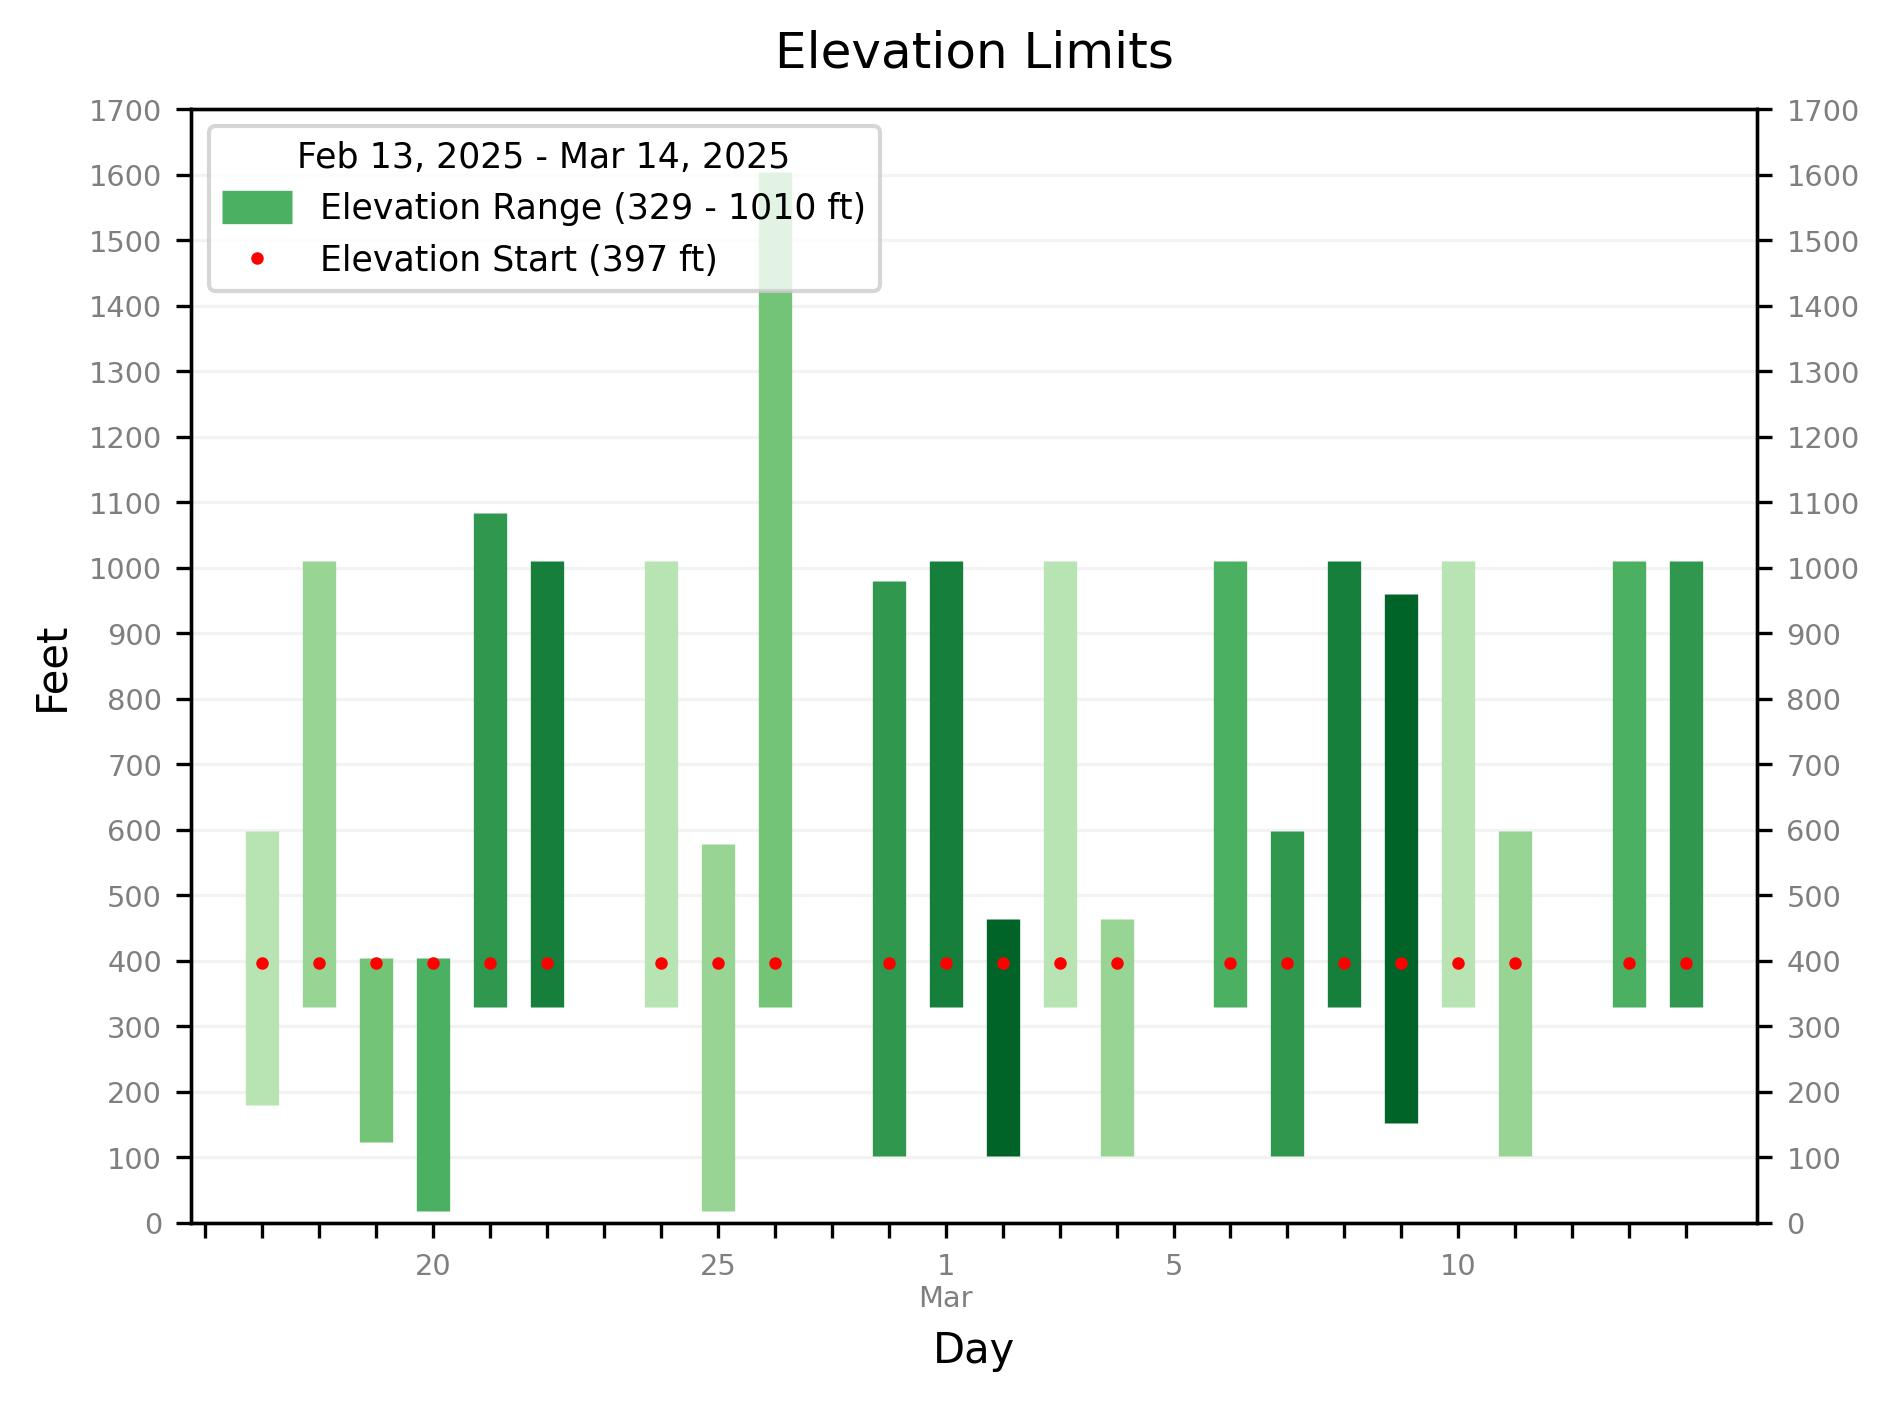 Elevation Limits
Feb 13, 2025 - Mar 14, 2025
Elevation Range (329 - 1010 ft)
Elevation Start (397 ft)
Feet
1700 1700
1600 1600
1500 1500
1400 1400
1300 1300
1200 1200
1100 1100
1000 1000
900 900
800 800
700 700
600 600
500 500
400 400
300 300
200 200
100 100
0 0
20 25 1 5 10
Mar
Day